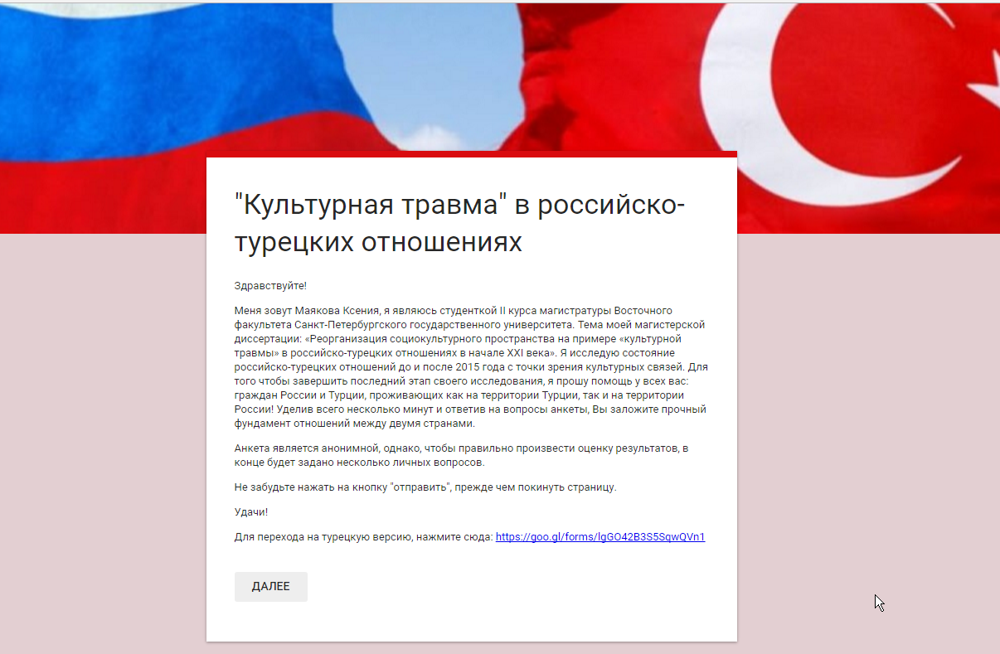 "Культурная травма" в российско-
турецких отношениях
Здравствуйте!
Меня зовут Маякова Ксения, я являюсь студенткой II курса магистратуры Восточного
факультета Санкт-Петербургского государственного университета. Тема моей магистерской
диссертации: «Реорганизация социокультурного пространства на примере «культурной
травмы» в российско-турецких отношениях в начале XXI века». Я исследую состояние
российско-турецких отношений до и после 2015 года с точки зрения культурных связей. Для
того чтобы завершить последний этап своего исследования, я прошу помощь у всех вас:
граждан России и Турции, проживающих как на территории Турции, так и на территории
России! Уделив всего несколько минут и ответив на вопросы анкеты, Вы заложите прочный
фундамент отношений между двумя странами.
Анкета является анонимной, однако, чтобы правильно произвести оценку результатов, в
конце будет задано несколько личных вопросов.
Не забудьте нажать на кнопку "отправить", прежде чем покинуть страницу.
Удачи!
Для перехода на турецкую версию, нажмите сюда: https://goo.gl/forms/lgGO42B3S5SqwQVn1
ДАЛЕЕ